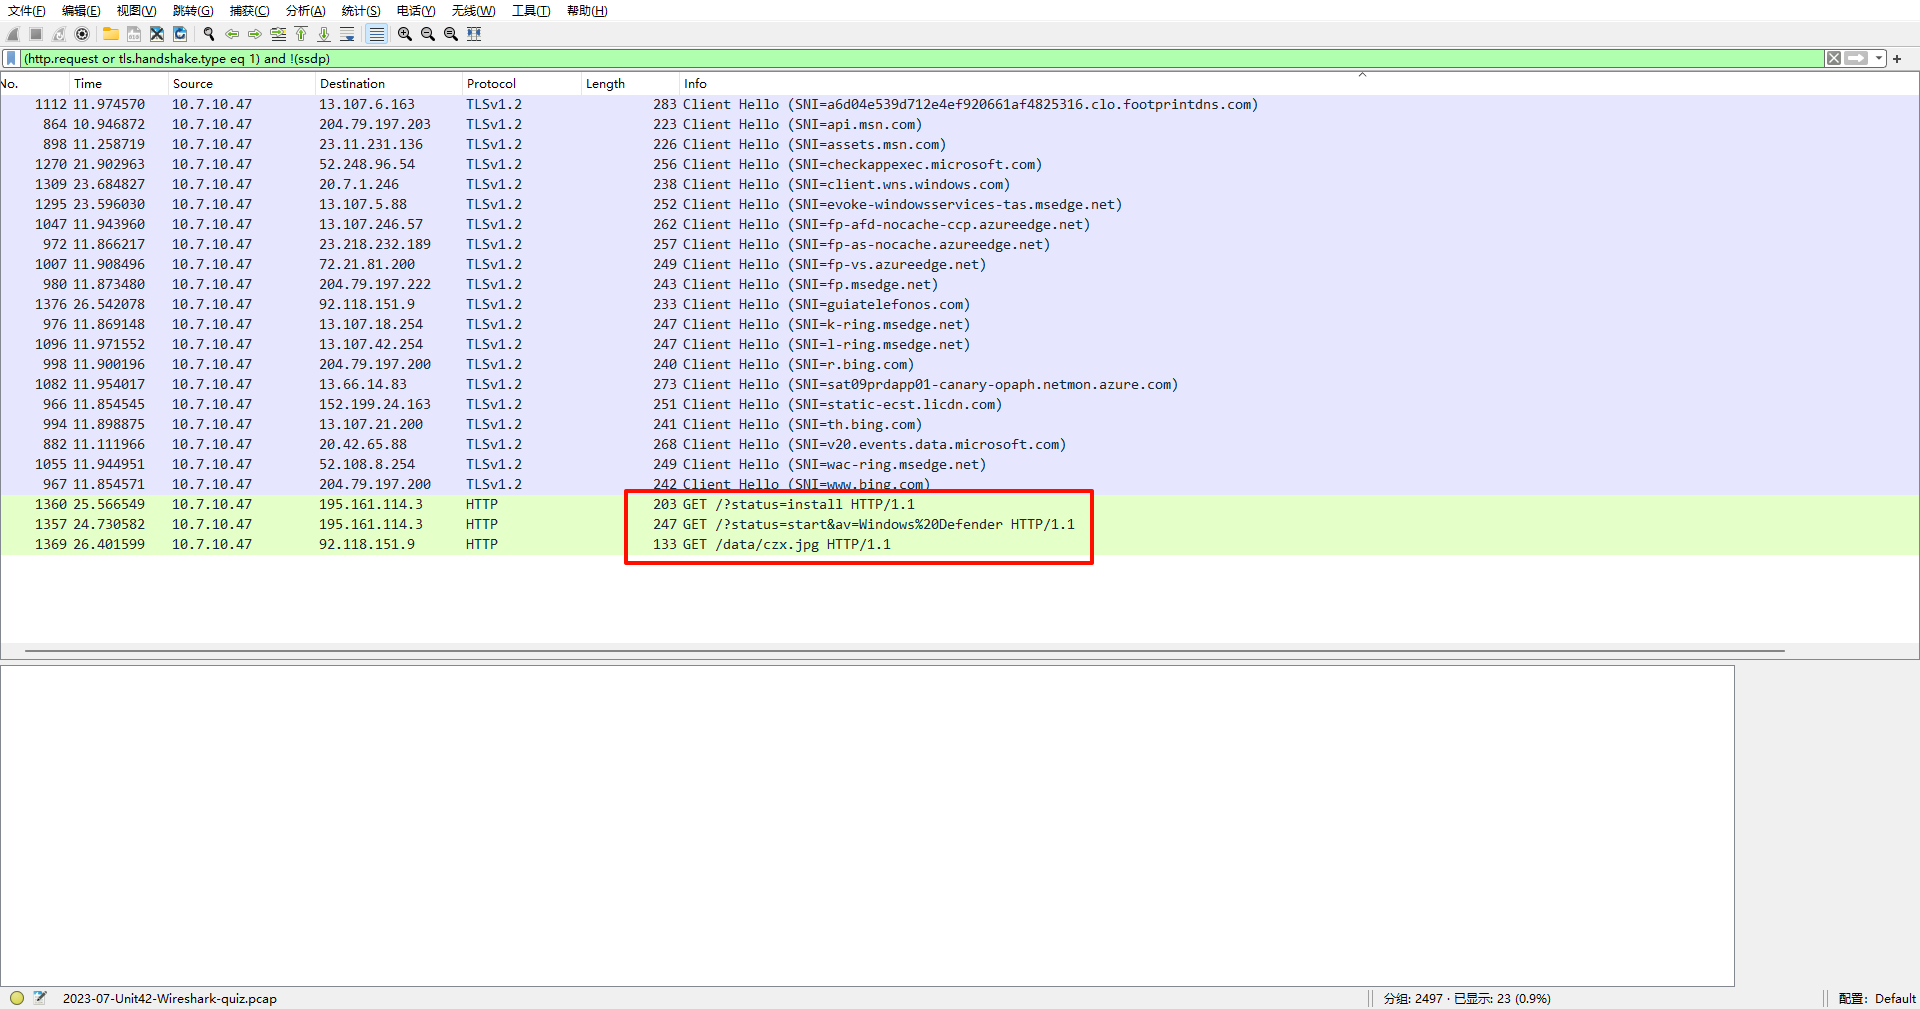 文件(F) 编辑(E) 视图(V) 跳转(G) 捕获(C) 分析(A) 统计(S) 电话(Y) 无线(W) 工具(T) 帮助(H)
(http.request or tls.handshake.type eq 1) and !(ssdp)
No. Time Source Destination Protocol Length Info
1112 11.974570 10.7.10.47 13.107.6.163 TLSv1.2 283 Client Hello (SNI=a6d04e539d712e4ef920661af4825316.clo.footprintdns.com)
864 10.946872 10.7.10.47 204.79.197.203 TLSv1.2 223 Client Hello (SNI=api.msn.com)
898 11.258719 10.7.10.47 23.11.231.136 TLSv1.2 226 Client Hello (SNI=assets.msn.com)
1270 21.902963 10.7.10.47 52.248.96.54 TLSv1.2 256 Client Hello (SNI=checkappexec.microsoft.com)
1309 23.684827 10.7.10.47 20.7.1.246 TLSv1.2 238 Client Hello (SNI=client.wns.windows.com)
1295 23.596030 10.7.10.47 13.107.5.88 TLSv1.2 252 Client Hello (SNI=evoke-windowsservices-tas.msedge.net)
1047 11.943960 10.7.10.47 13.107.246.57 TLSv1.2 262 Client Hello (SNI=fp-afd-nocache-ccp.azureedge.net)
972 11.866217 10.7.10.47 23.218.232.189 TLSv1.2 257 Client Hello (SNI=fp-as-nocache.azureedge.net)
1007 11.908496 10.7.10.47 72.21.81.200 TLSv1.2 249 Client Hello (SNI=fp-vs.azureedge.net)
980 11.873480 10.7.10.47 204.79.197.222 TLSv1.2 243 Client Hello (SNI=fp.msedge.net)
1376 26.542078 10.7.10.47 92.118.151.9 TLSv1.2 233 Client Hello (SNI=guiatelefonos.com)
976 11.869148 10.7.10.47 13.107.18.254 TLSv1.2 247 Client Hello (SNI=k-ring.msedge.net)
1096 11.971552 10.7.10.47 13.107.42.254 TLSv1.2 247 Client Hello (SNI=l-ring.msedge.net)
998 11.900196 10.7.10.47 204.79.197.200 TLSv1.2 240 Client Hello (SNI=r.bing.com)
1082 11.954017 10.7.10.47 13.66.14.83 TLSv1.2 273 Client Hello (SNI=sat09prdapp01-canary-opaph.netmon.azure.com)
966 11.854545 10.7.10.47 152.199.24.163 TLSv1.2 251 Client Hello (SNI=static-ecst.licdn.com)
994 11.898875 10.7.10.47 13.107.21.200 TLSv1.2 241 Client Hello (SNI=th.bing.com)
882 11.111966 10.7.10.47 20.42.65.88 TLSv1.2 268 Client Hello (SNI=v20.events.data.microsoft.com)
1055 11.944951 10.7.10.47 52.108.8.254 TLSv1.2 249 Client Hello (SNI=wac-ring.msedge.net)
967 11.854571 10.7.10.47 204.79.197.200 TLSv1.2 242 Client Hello (SNI=www.bing.com)
1360 25.566549 10.7.10.47 195.161.114.3 HTTP 203 GET /?status=install HTTP/1.1
1357 24.730582 10.7.10.47 195.161.114.3 HTTP 247 GET /?status=start&av=Windows%20Defender HTTP/1.1
1369 26.401599 10.7.10.47 92.118.151.9 HTTP 133 GET /data/czx.jpg HTTP/1.1
2023-07-Unit42-Wireshark-quiz.pcap 分组: 2497 · 已显示: 23 (0.9%) 配置: Default